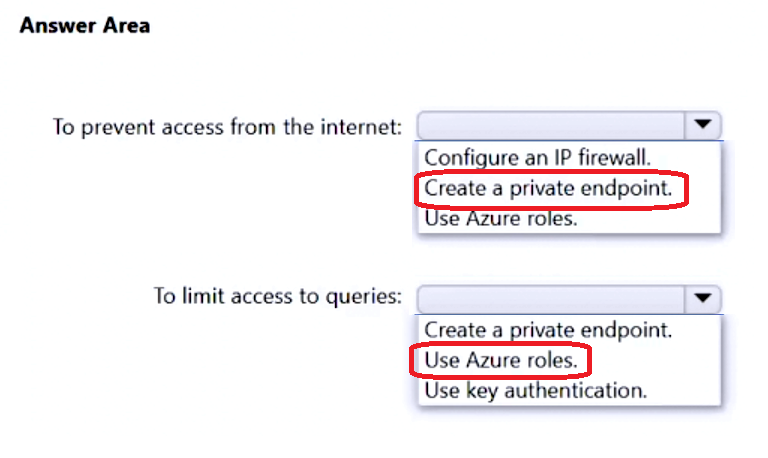 Answer Area
To prevent access from the internet:
Configure an IP firewall.
Create a private endpoint.
Use Azure roles.
To limit access to queries:
Create a private endpoint.
Use Azure roles.
Use key authentication.